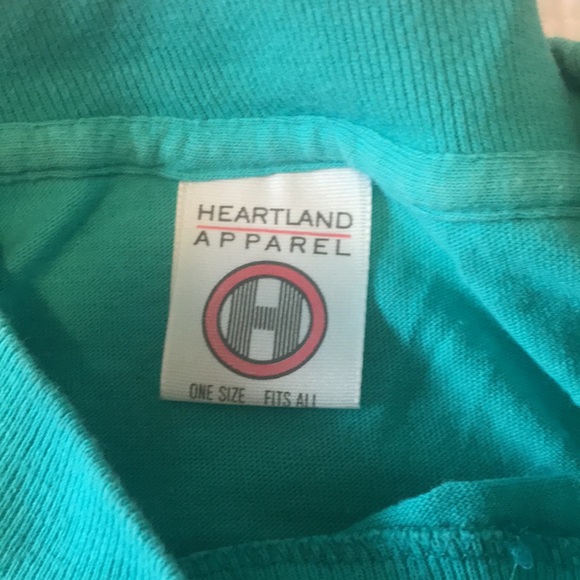 HEARTLAND
APPAREL
H
ONE SIZE FITS ALL